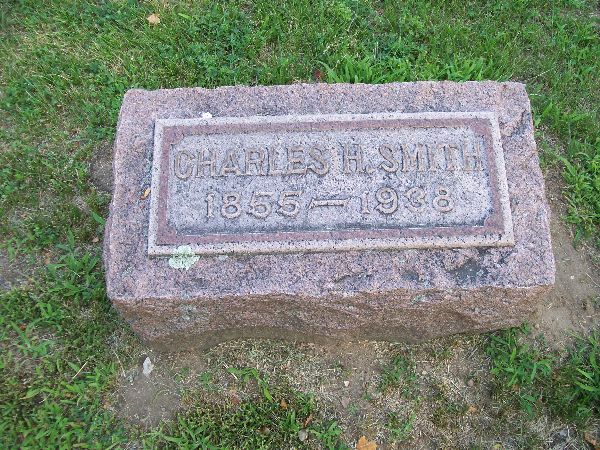 CHARLES H. SMITH
1855 — 1938